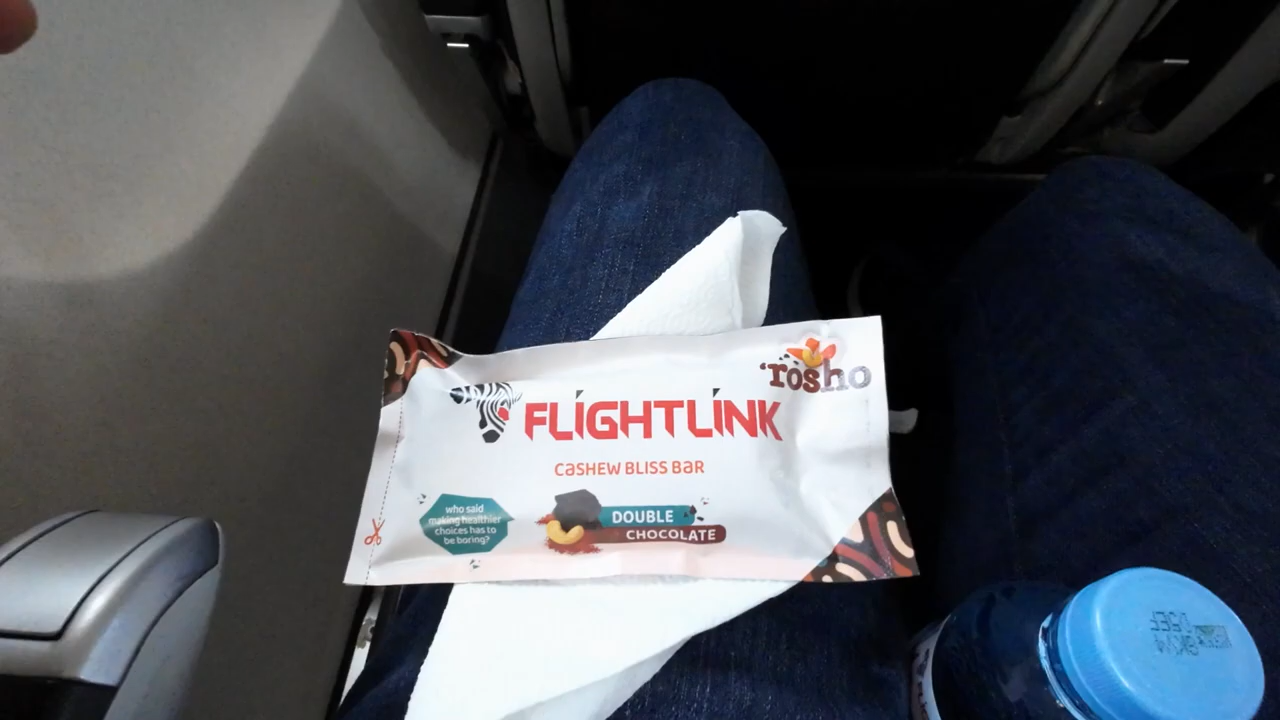 'rosho
FLIGHTLINK
CASHEW BLISS BAR
who said
making healthier
choices has to
be boring?
DOUBLE
CHOCOLATE